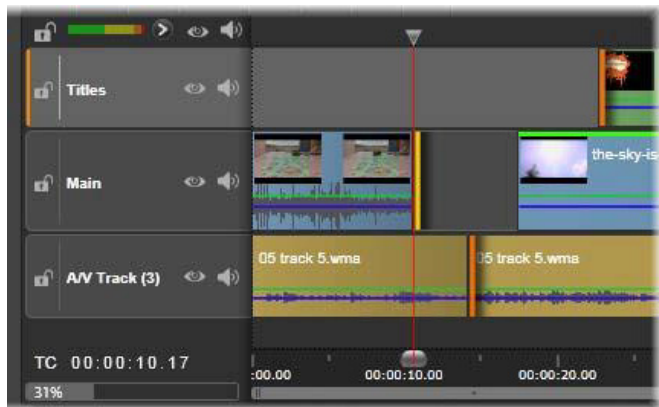 Titles
Main
the-sky-is
A/V Track (3)
05 track 5.wma
05 track 5.wma
TC 00:00:10.17
:00.00 00:00:10.00 00:00:20.00
31%